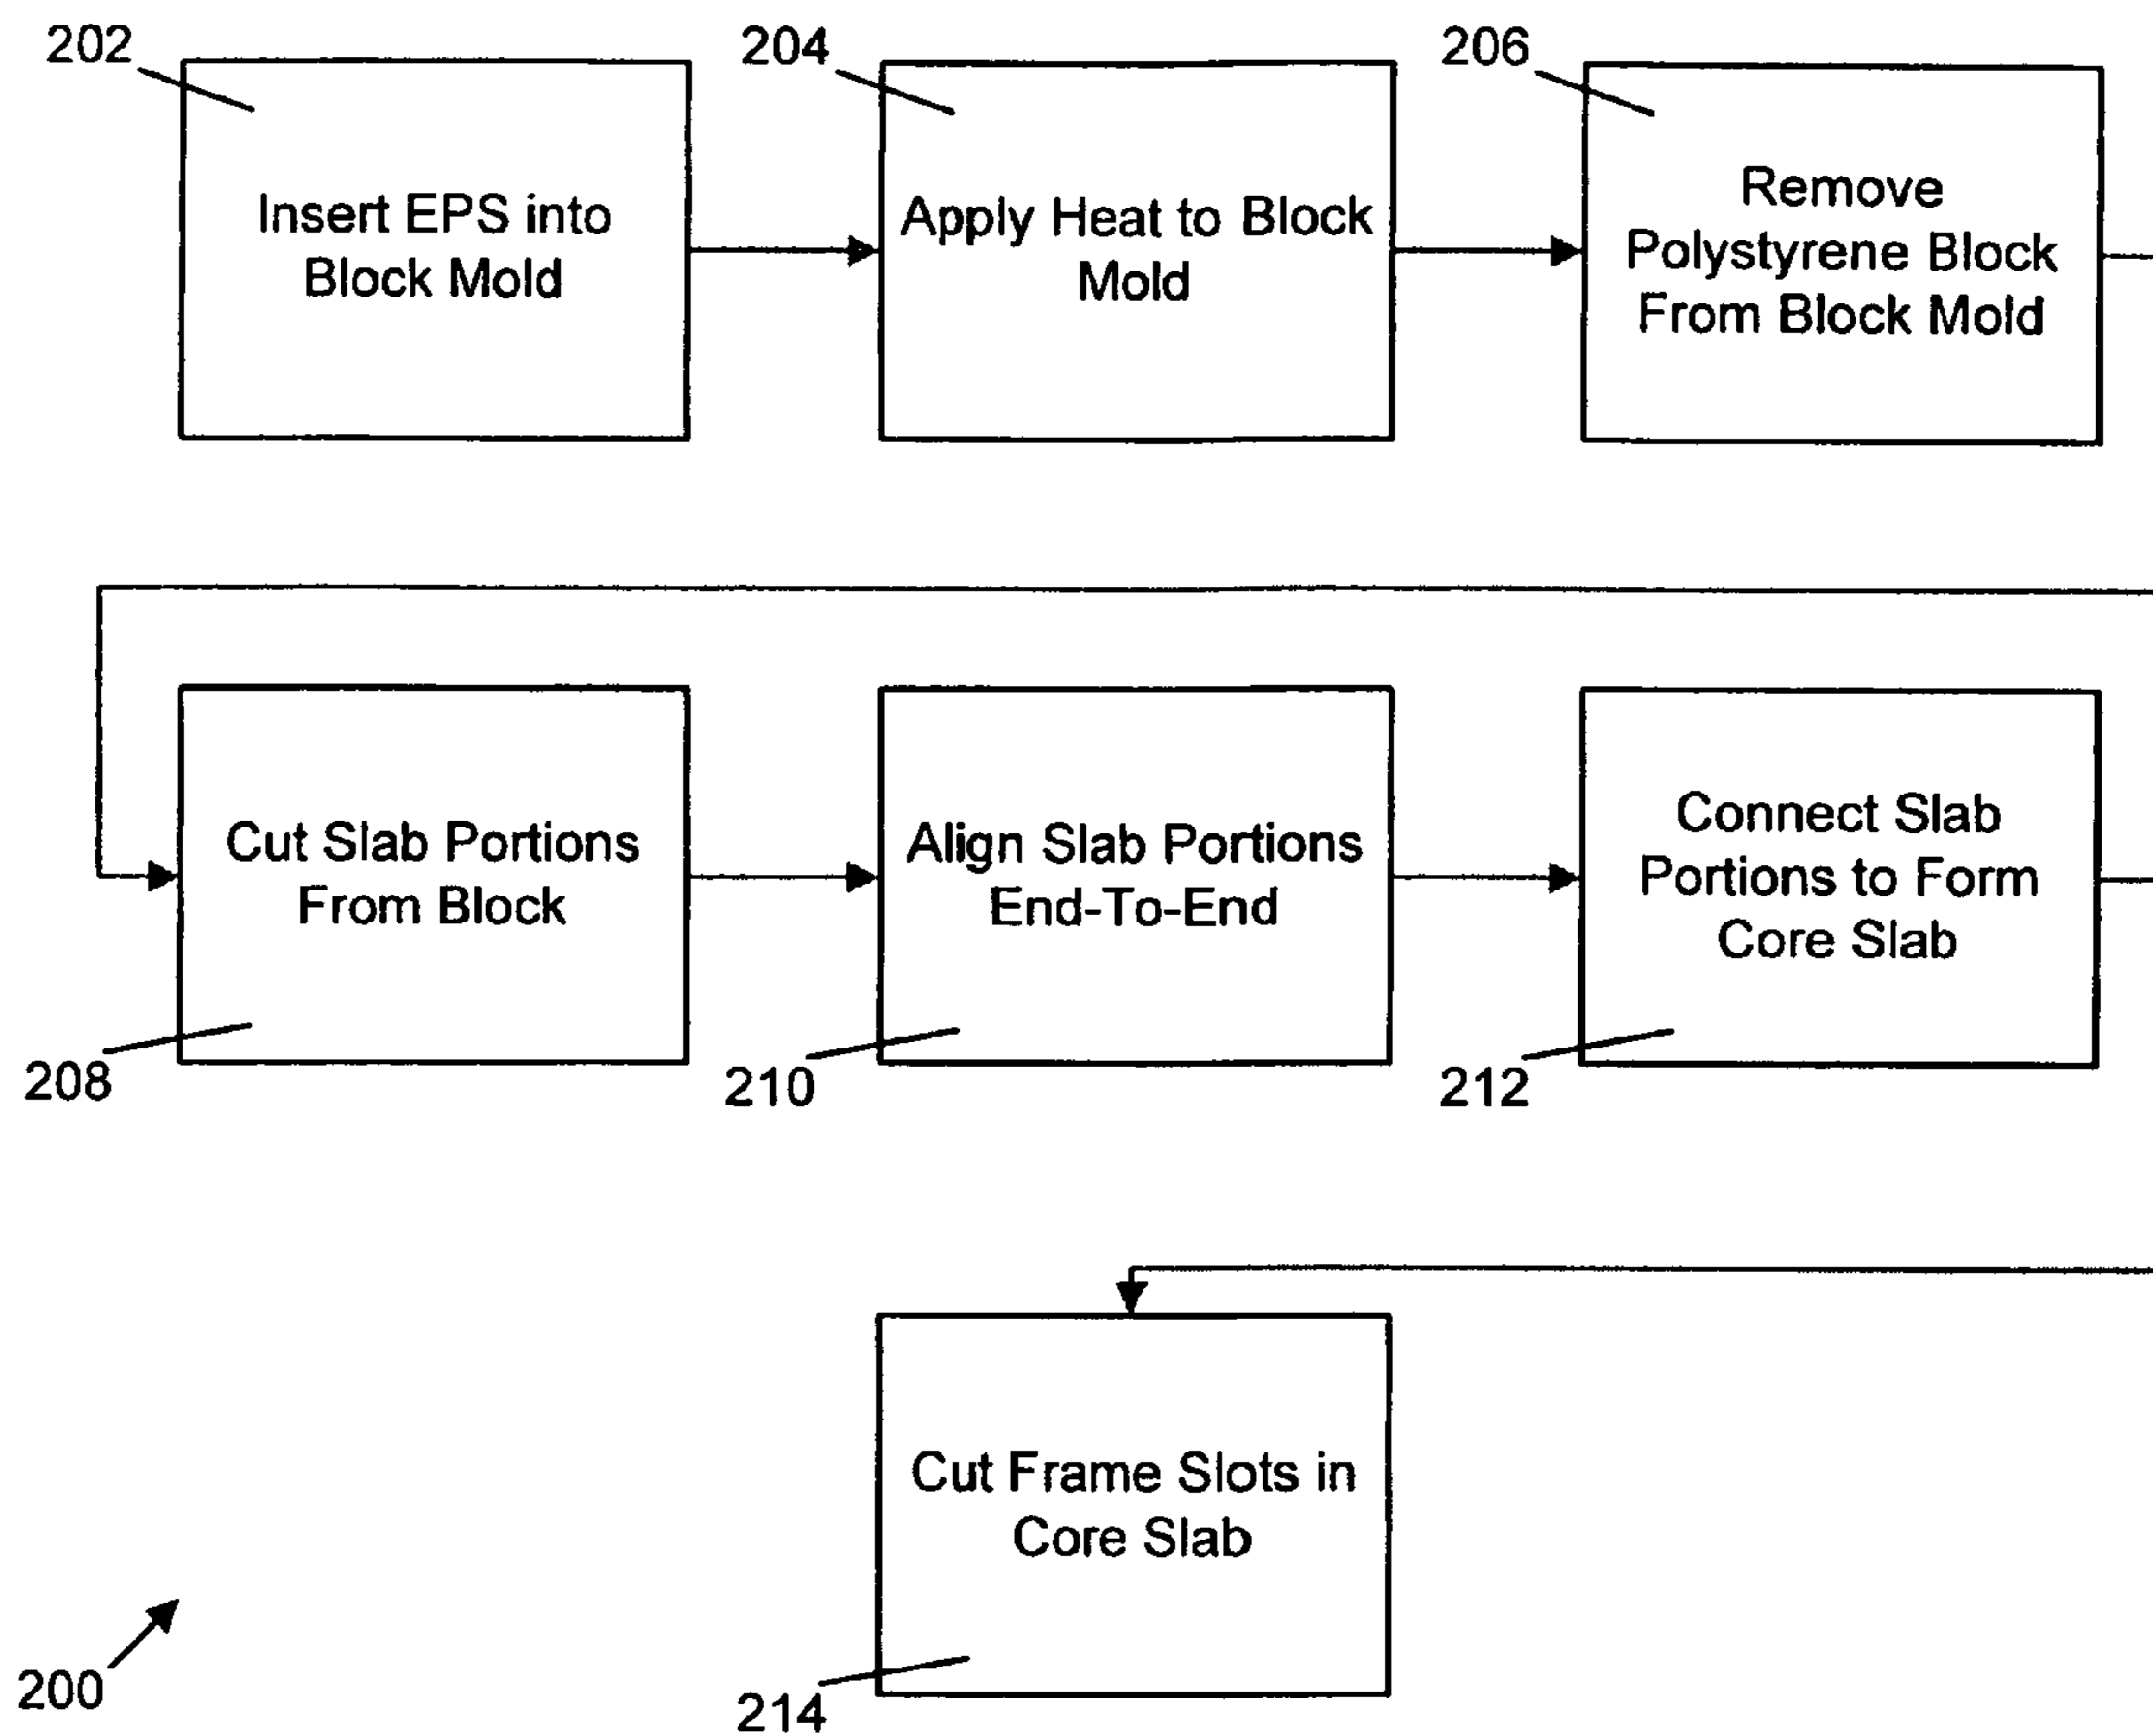 202
204
206
Insert EPS into
Block Mold
Apply Heat to Block
Mold
Remove
Polystyrene Block
From Block Mold
Cut Slab Portions
From Block
Align Slab Portions
End-To-End
Connect Slab
Portions to Form
Core Slab
208
210
212
Cut Frame Slots in
Core Slab
200
214